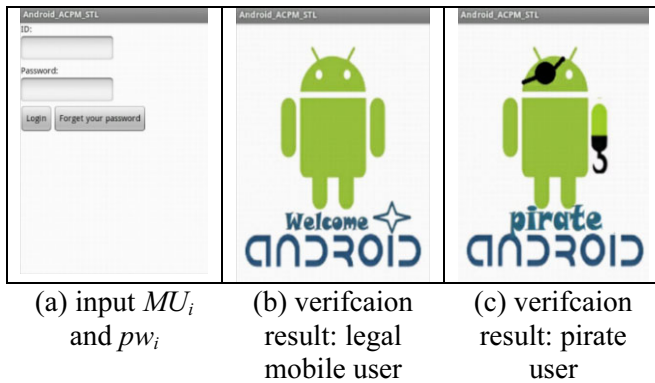 Android_ACPM_STL
ID:
Password:
Login Forget your password
Android_ACPM_STL
Welcome
ANDROID
Android_ACPM_STL
pirate
ANDROID
(a) input MUi
and pwi
(b) verifcaion
result: legal
mobile user
(c) verifcaion
result: pirate
user